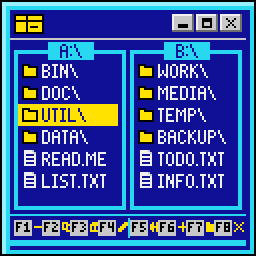 A:\
BIN\
DOC\
UTIL\
DATA\
READ.ME
LIST.TXT
B:\
WORK\
MEDIA\
TEMP\
BACKUP\
TODO.TXT
INFO.TXT
F1 F2 F3 F4 F5 F6 F7 F8